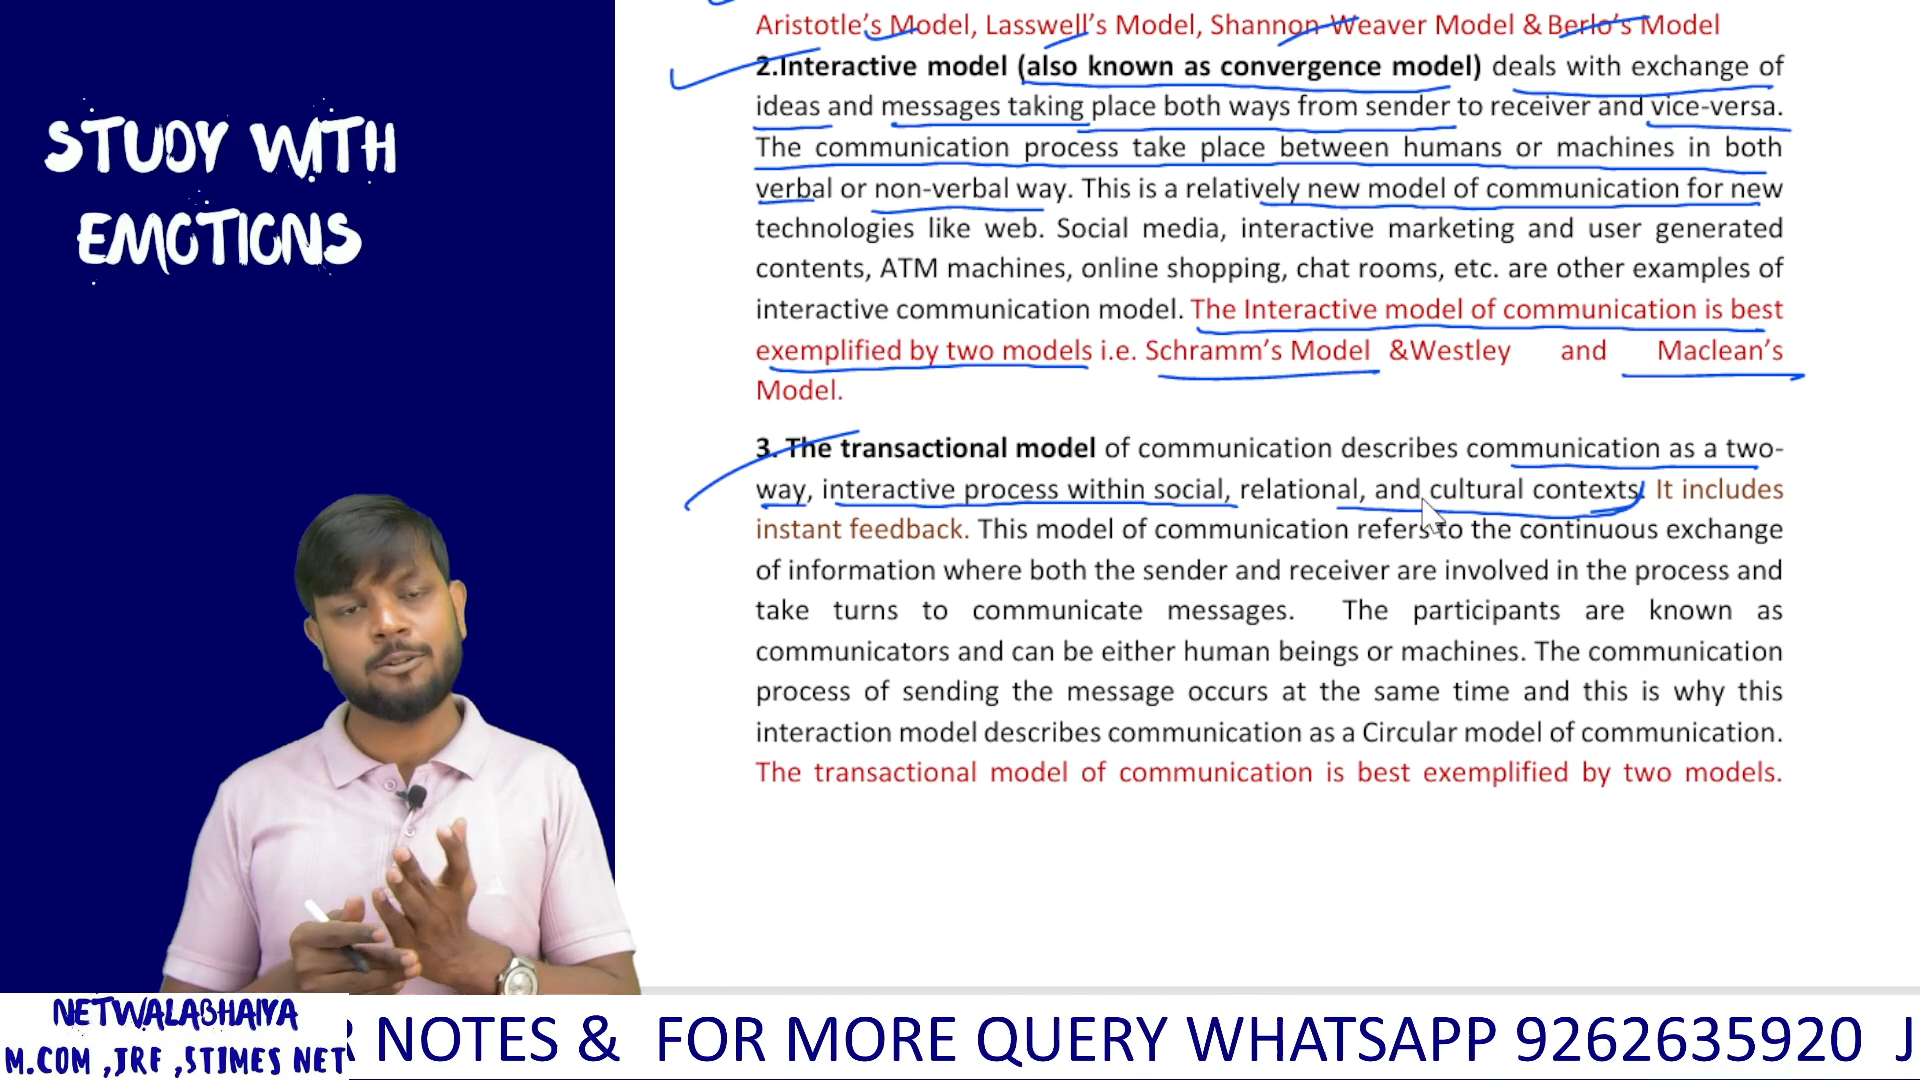 STUDY WITH
EMOTIONS
Aristotle's Model, Lasswell's Model, Shannon-Weaver Model & Berlo's Model
2.Interactive model (also known as convergence model) deals with exchange of
ideas and messages taking place both ways from sender to receiver and vice-versa.
The communication process take place between humans or machines in both
verbal or non-verbal way. This is a relatively new model of communication for new
technologies like web. Social media, interactive marketing and user generated
contents, ATM machines, online shopping, chat rooms, etc. are other examples of
interactive communication model. The Interactive model of communication is best
exemplified by two models i.e. Schramm's Model &Westley and Maclean's
Model.
3. The transactional model of communication describes communication as a two-
way, interactive process within social, relational, and cultural contexts. It includes
instant feedback. This model of communication refers to the continuous exchange
of information where both the sender and receiver are involved in the process and
take turns to communicate messages. The participants are known as
communicators and can be either human beings or machines. The communication
process of sending the message occurs at the same time and this is why this
interaction model describes communication as a Circular model of communication.
The transactional model of communication is best exemplified by two models.
NETWALABHAIYA
M.COM ,JRF ,5TIMES NET
NOTES & FOR MORE QUERY WHATSAPP 9262635920 J